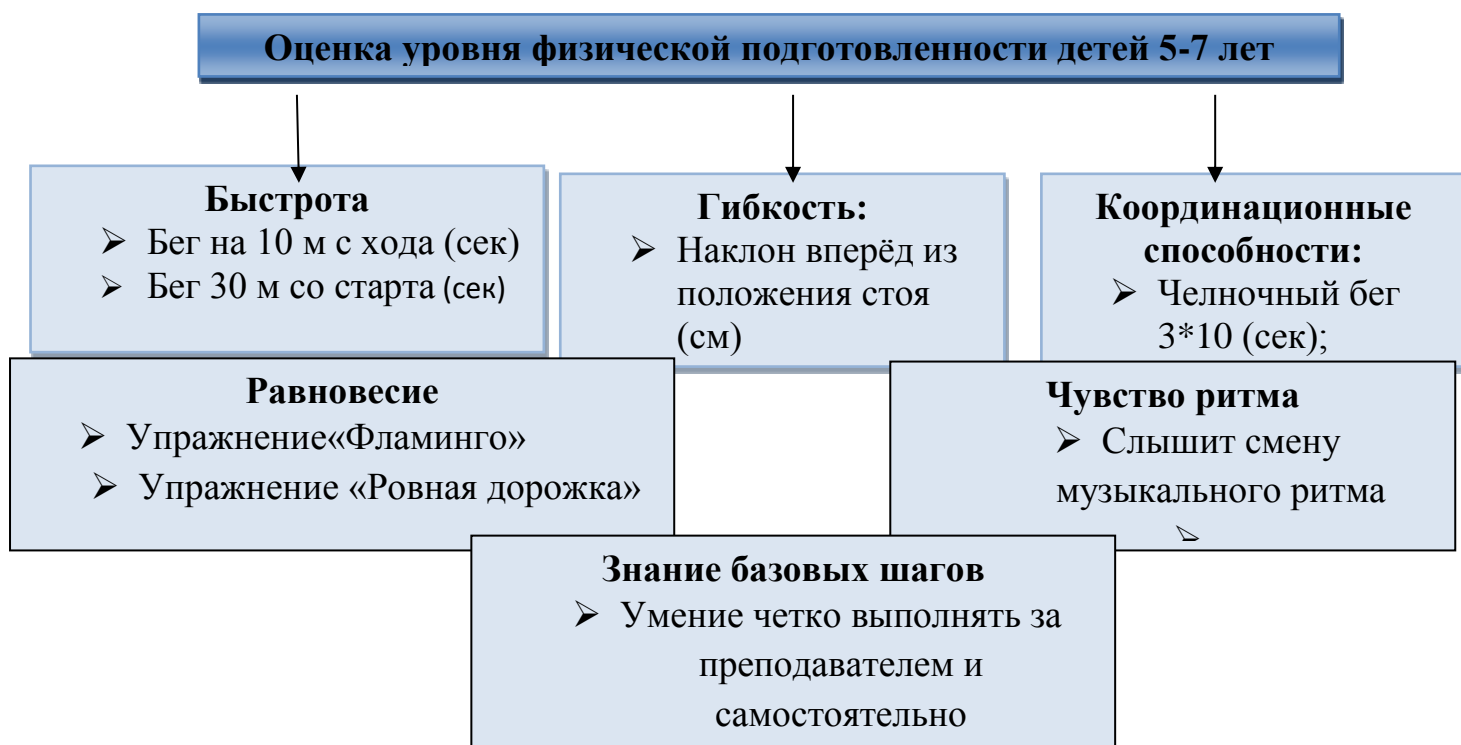 Оценка уровня физической подготовленности детей 5-7 лет
Быстрота
➢ Бег на 10 м с хода (сек)
➢ Бег 30 м со старта (сек)
Гибкость:
➢ Наклон вперёд из
положения стоя
(см)
Координационные
способности:
➢ Челночный бег
3*10 (сек);
Равновесие
➢ Упражнение«Фламинго»
➢ Упражнение «Ровная дорожка»
Чувство ритма
➢ Слышит смену
музыкального ритма
➢
Знание базовых шагов
➢ Умение четко выполнять за
преподавателем и
самостоятельно